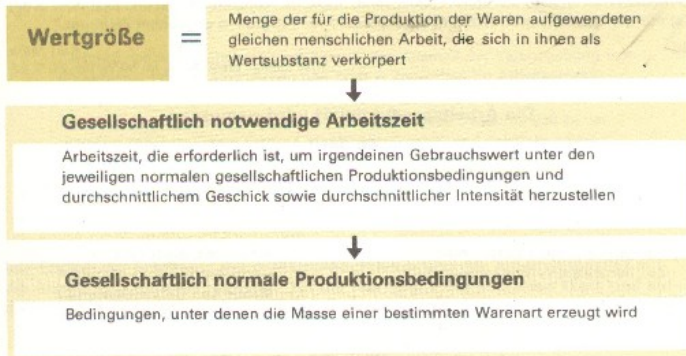 Wertgröße
=
Menge der für die Produktion der Waren aufgewendeten
gleichen menschlichen Arbeit, die sich in ihnen als
Wertsubstanz verkörpert
Gesellschaftlich notwendige Arbeitszeit
Arbeitszeit, die erforderlich ist, um irgendeinen Gebrauchswert unter den
jeweiligen normalen gesellschaftlichen Produktionsbedingungen und
durchschnittlichem Geschick sowie durchschnittlicher Intensität herzustellen
Gesellschaftlich normale Produktionsbedingungen
Bedingungen, unter denen die Masse einer bestimmten Warenart erzeugt wird